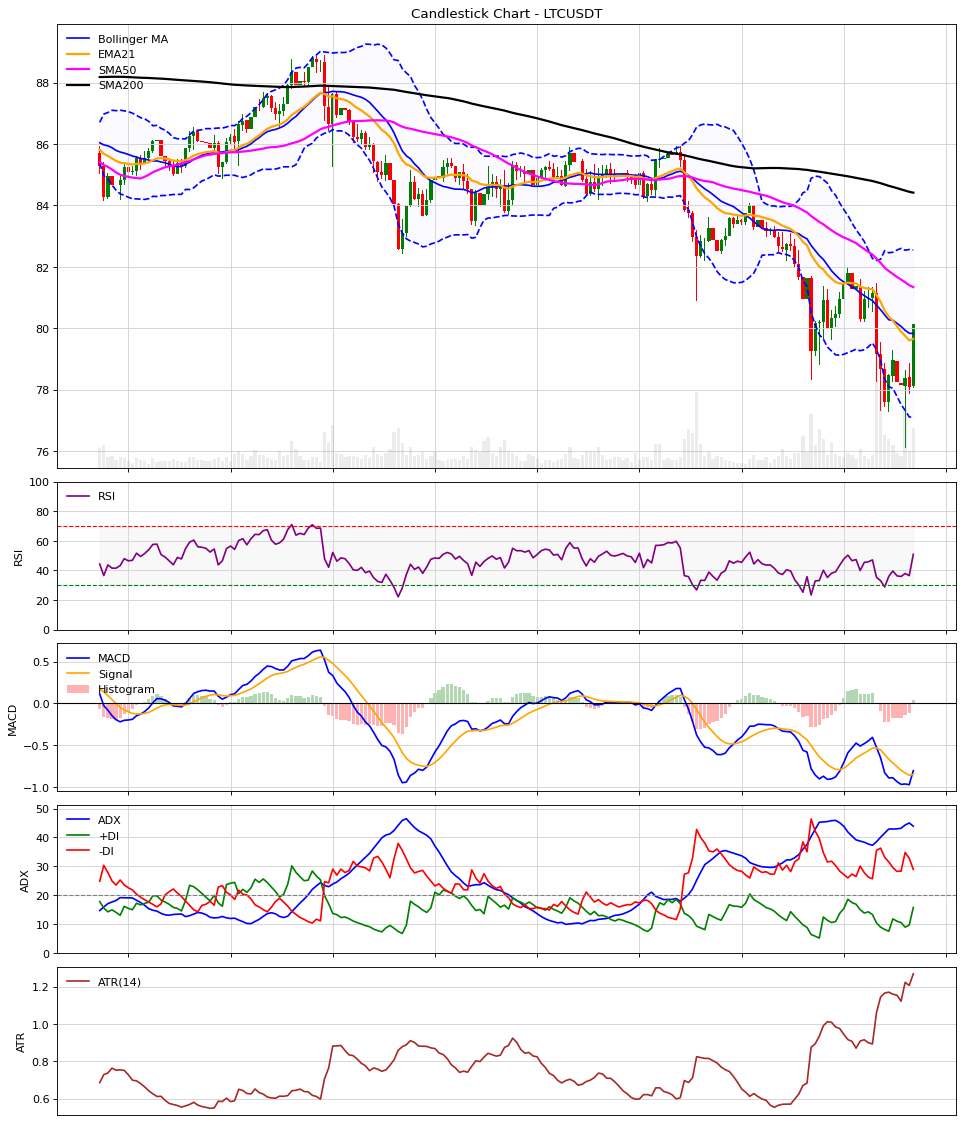 Candlestick Chart - LTCUSDT
Bollinger MA
EMA21
SMA50
SMA200
88
86
84
82
80
78
76
RSI
100
80
60
40
20
0
RSI
MACD
Signal
Histogram
0.5
0.0
−0.5
−1.0
MACD
ADX
+DI
-DI
50
40
30
20
10
0
ADX
ATR(14)
1.2
1.0
0.8
0.6
ATR